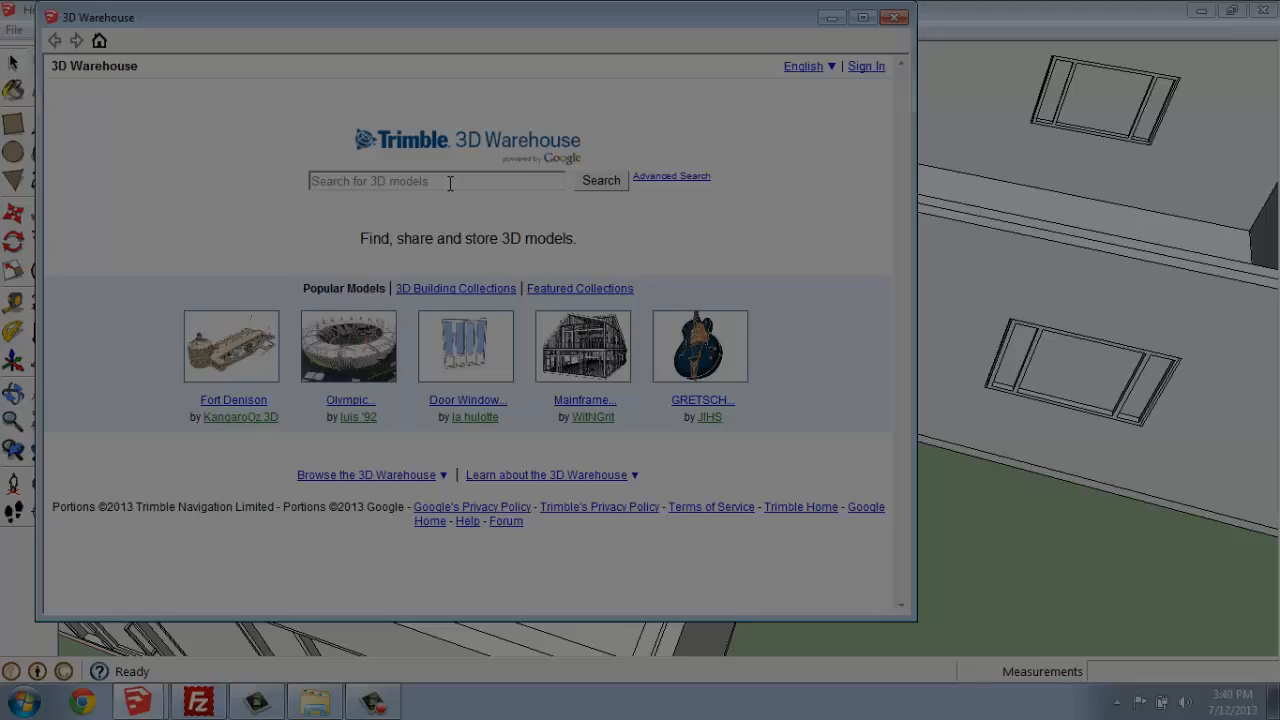 3D Warehouse
File
3D Warehouse
English ▼ | Sign In
Trimble. 3D Warehouse
powered by Google
Search for 3D models
Search
Advanced Search
Find, share and store 3D models.
Popular Models | 3D Building Collections | Featured Collections
Fort Denison
by KangaroOz 3D
Olympic...
by luis '92
Door Window...
by la hulotte
Mainframe...
by WitNGrit
GRETSCH...
by JIHS
Browse the 3D Warehouse ▼ | Learn about the 3D Warehouse ▼
Portions ©2013 Trimble Navigation Limited - Portions ©2013 Google - Google's Privacy Policy - Trimble's Privacy Policy - Terms of Service - Trimble Home - Google
Home - Help - Forum
Ready
Measurements
Fz
3:40 PM
7/12/2013